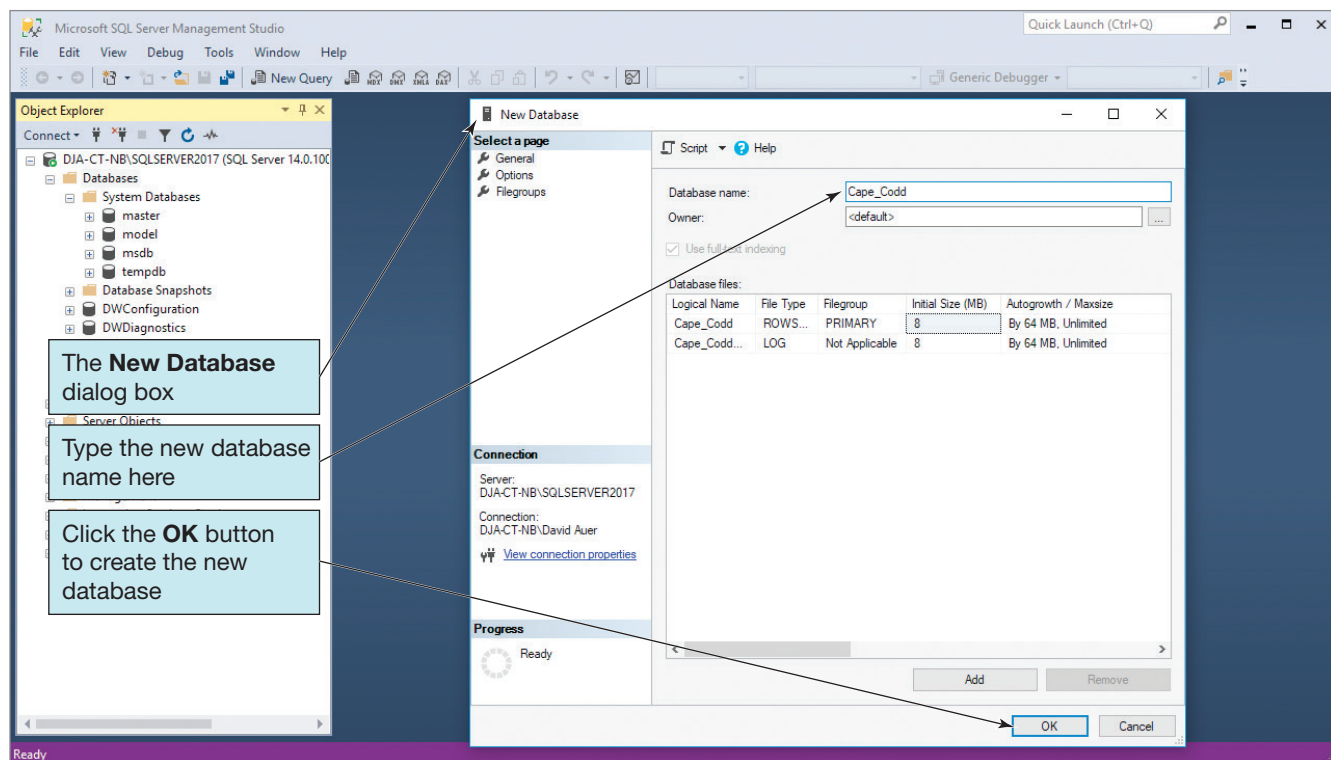 Microsoft SQL Server Management Studio
Quick Launch (Ctrl+Q)
File Edit View Debug Tools Window Help
New Query MDX DMX XMLA DAX
Generic Debugger
Object Explorer
Connect
DJA-CT-NB\SQLSERVER2017 (SQL Server 14.0.100
Databases
System Databases
master
model
msdb
tempdb
Database Snapshots
DWConfiguration
DWDiagnostics
The New Database
dialog box
Server Objects
Type the new database
name here
Click the OK button
to create the new
database
New Database
Select a page
General
Options
Filegroups
Connection
Server:
DJA-CT-NB\SQLSERVER2017
Connection:
DJA-CT-NB\David Auer
View connection properties
Progress
Ready
Script Help
Database name: Cape_Codd
Owner: <default> ...
Use full-text indexing
Database files:
Logical Name File Type Filegroup Initial Size (MB) Autogrowth / Maxsize
Cape_Codd ROWS... PRIMARY 8 By 64 MB, Unlimited
Cape_Codd... LOG Not Applicable 8 By 64 MB, Unlimited
Add Remove
OK Cancel
Ready